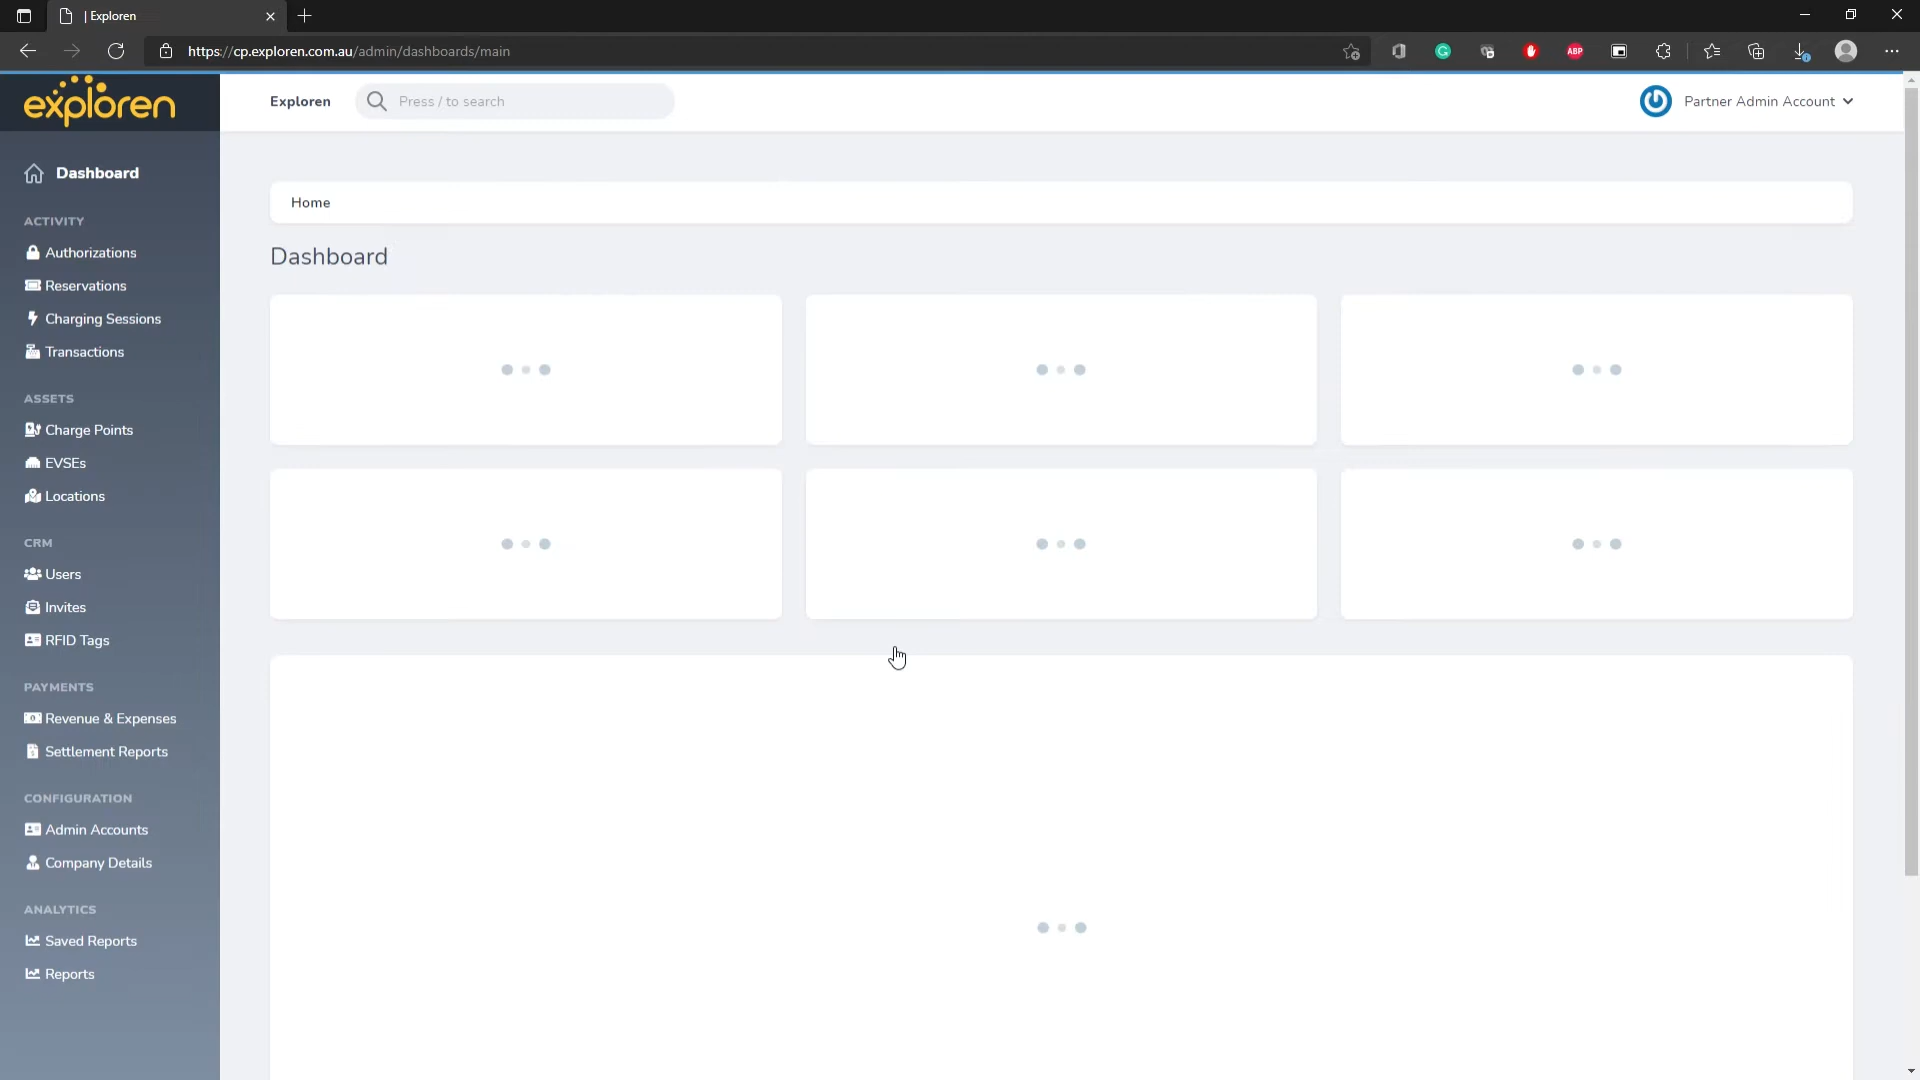 | Exploren
https://cp.exploren.com.au/admin/dashboards/main
ABP
exploren
Exploren
Press / to search
Partner Admin Account
Dashboard
ACTIVITY
Authorizations
Reservations
Charging Sessions
Transactions
ASSETS
Charge Points
EVSEs
Locations
CRM
Users
Invites
RFID Tags
PAYMENTS
Revenue & Expenses
Settlement Reports
CONFIGURATION
Admin Accounts
Company Details
ANALYTICS
Saved Reports
Reports
Home
Dashboard